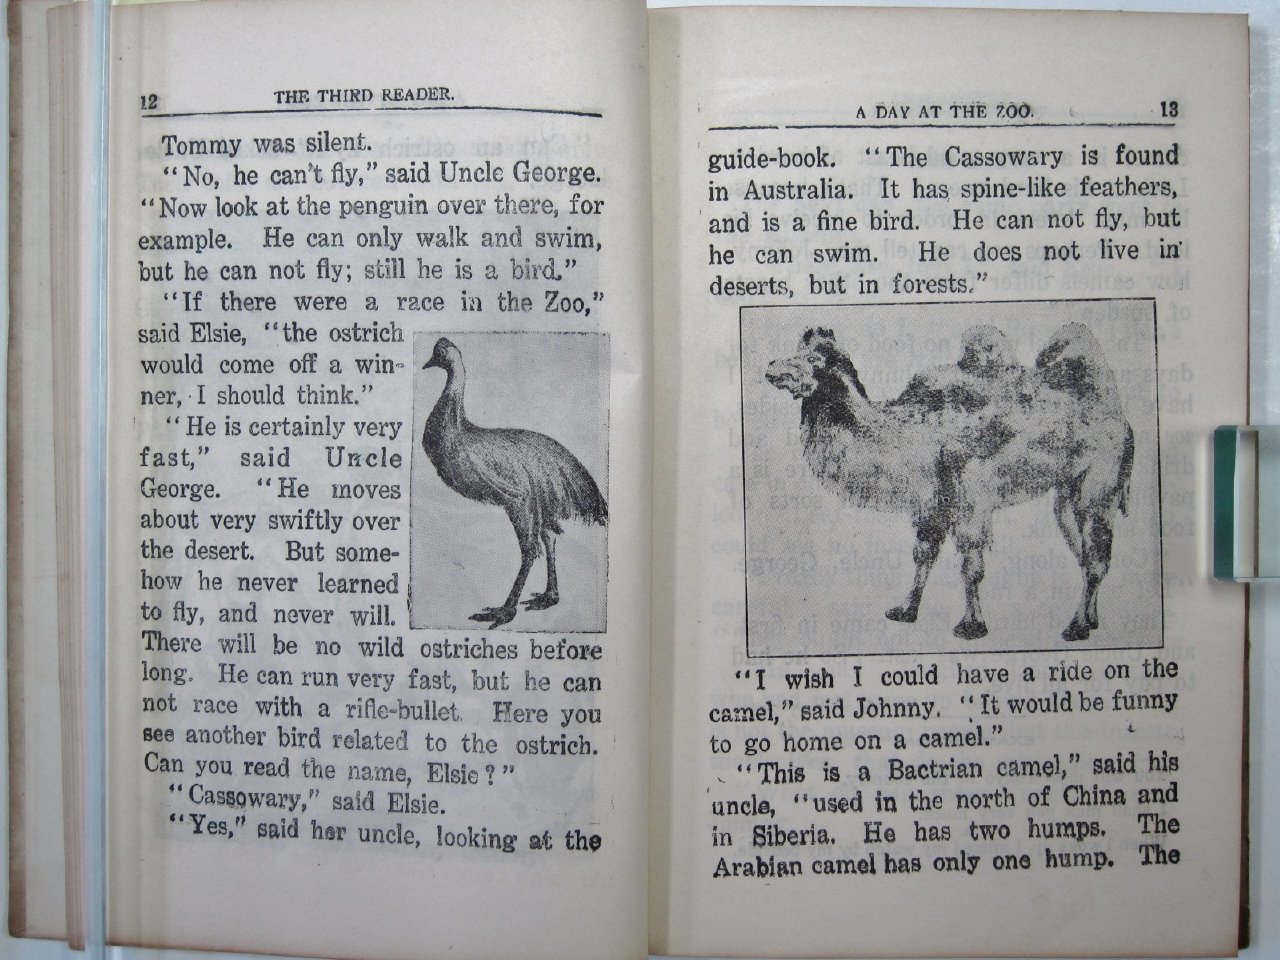 12
THE THIRD READER.
Tommy was silent.
"No, he can't fly," said Uncle George.
"Now look at the penguin over there, for
example. He can only walk and swim,
but he can not fly; still he is a bird."
"If there were a race in the Zoo,"
said Elsie, "the ostrich
would come off a win-
ner, I should think."
"He is certainly very
fast," said Uncle
George. "He moves
about very swiftly over
the desert. But some-
how he never learned
to fly, and never will.
There will be no wild ostriches before
long. He can run very fast, but he can
not race with a rifle-bullet. Here you
see another bird related to the ostrich.
Can you read the name, Elsie?"
"Cassowary," said Elsie.
"Yes," said her uncle, looking at the
A DAY AT THE ZOO.
13
guide-book. "The Cassowary is found
in Australia. It has spine-like feathers,
and is a fine bird. He can not fly, but
he can swim. He does not live in
deserts, but in forests."
"I wish I could have a ride on the
camel," said Johnny. "It would be funny
to go home on a camel."
"This is a Bactrian camel," said his
uncle, "used in the north of China and
in Siberia. He has two humps. The
Arabian camel has only one hump. The